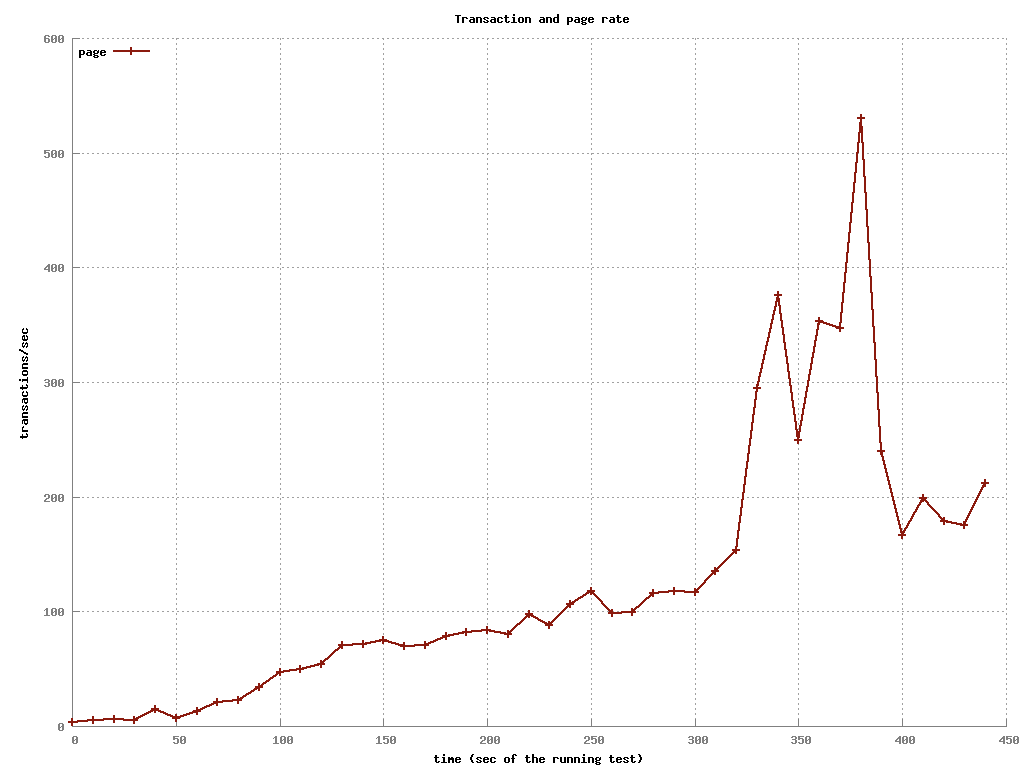 Transaction and page rate
600
page
500
400
300
200
100
0
transactions/sec
0 50 100 150 200 250 300 350 400 450
time (sec of the running test)